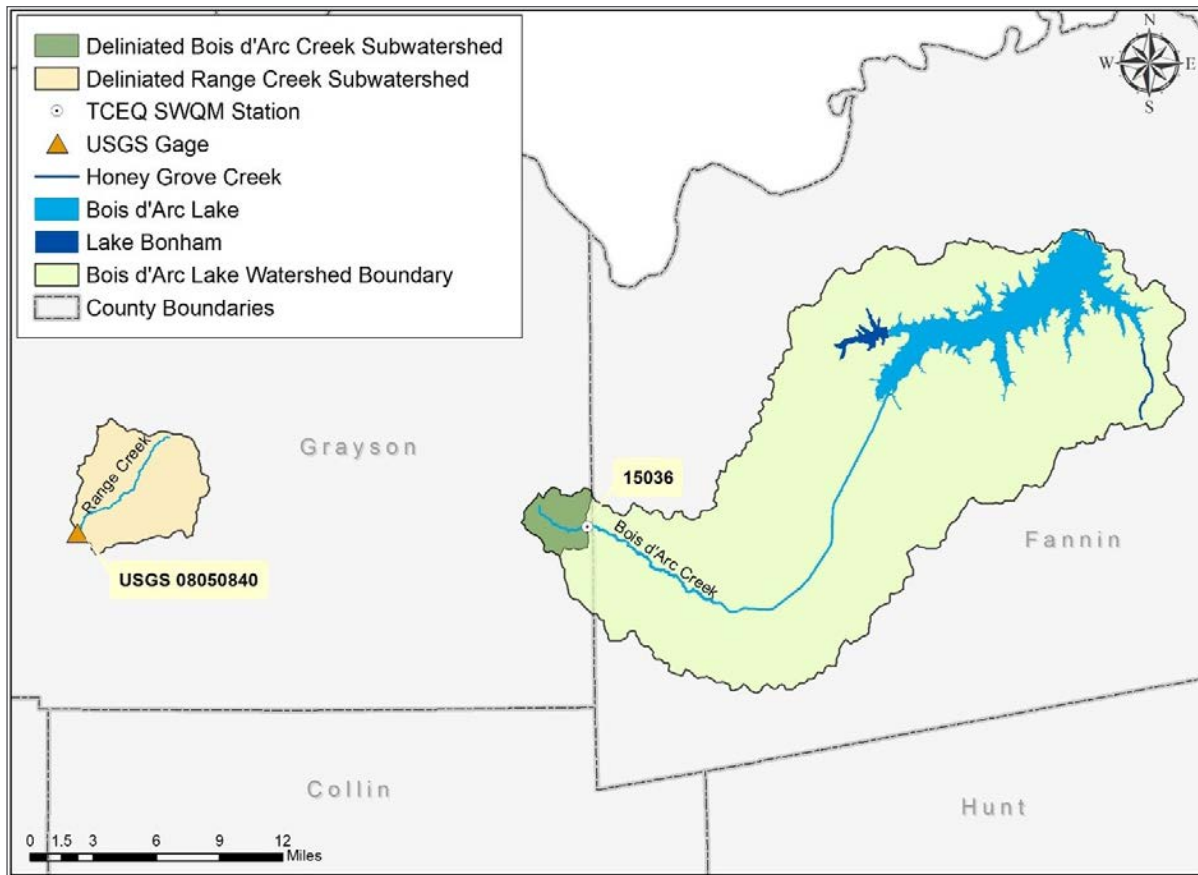 Deliniated Bois d'Arc Creek Subwatershed
Deliniated Range Creek Subwatershed
TCEQ SWQM Station
USGS Gage
Honey Grove Creek
Bois d'Arc Lake
Lake Bonham
Bois d'Arc Lake Watershed Boundary
County Boundaries
N
W E
S
Grayson
Range Creek
15036
Bois d'Arc Creek
Fannin
USGS 08050840
Collin
Hunt
0 1.5 3 6 9 12
Miles